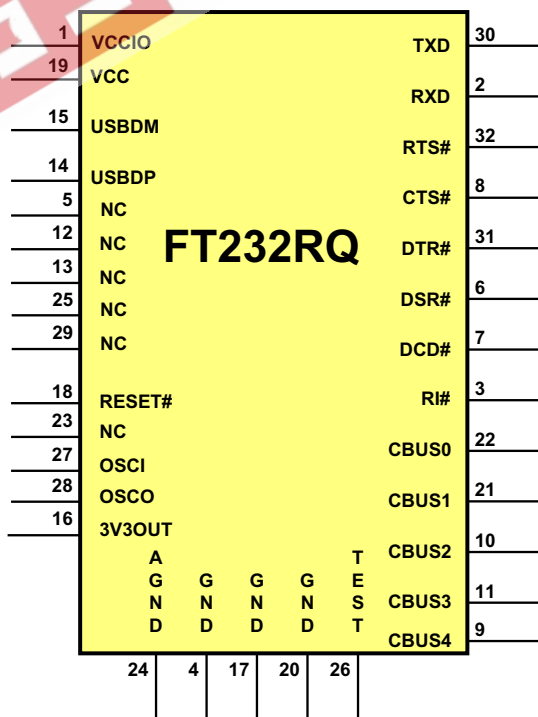 1 VCCIO
19 VCC
15 USBDM
14 USBDP
5 NC
12 NC
13 NC
25 NC
29 NC
18 RESET#
23 NC
27 OSCI
28 OSCO
16 3V3OUT
FT232RQ
TXD 30
RXD 2
RTS# 32
CTS# 8
DTR# 31
DSR# 6
DCD# 7
RI# 3
CBUS0 22
CBUS1 21
CBUS2 10
CBUS3 11
CBUS4 9
AGND
GND
GND
GND
TEST
24 4 17 20 26